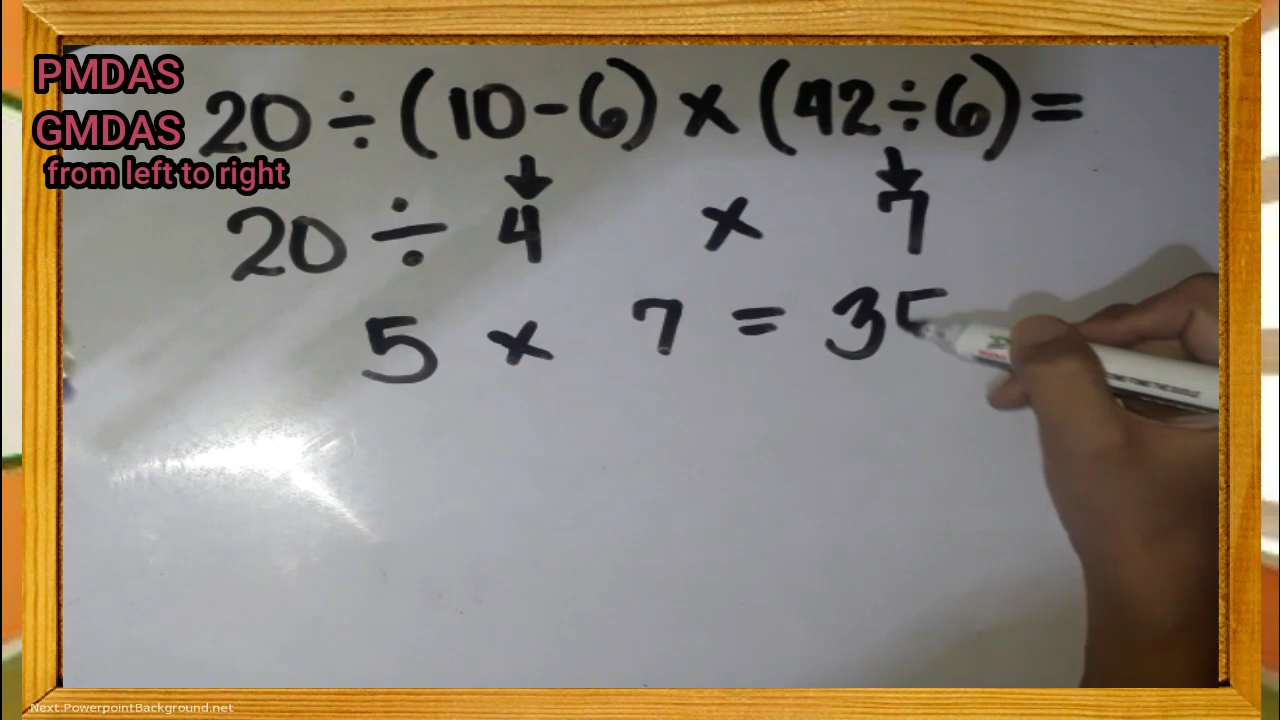 PMDAS
GMDAS
from left to right
20 ÷ (10 - 6) × (42 ÷ 6) =
20 ÷ 4 × 7
5 × 7 = 35
Next.PowerpointBackground.net